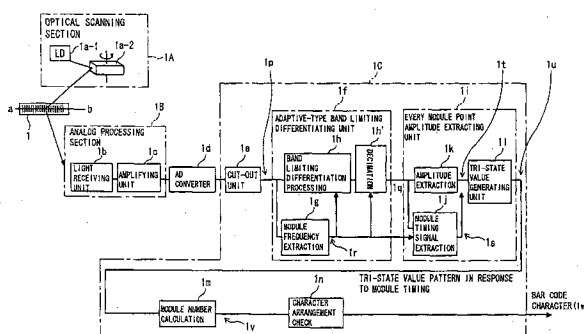 OPTICAL SCANNING
SECTION
LD
1a-1
1a-2
1A
a
b
1
1B
ANALOG PROCESSING
SECTION
1b
LIGHT
RECEIVING
UNIT
1c
AMPLIFYING
UNIT
1d
AD
CONVERTER
1e
CUT-OUT
UNIT
1p
1C
1f
ADAPTIVE-TYPE BAND LIMITING
DIFFERENTIATING UNIT
1h
BAND
LIMITING
DIFFERENTIATION
PROCESSING
1h'
DECIMATION
1g
MODULE
FREQUENCY
EXTRACTION
1r
1q
1i
EVERY MODULE POINT
AMPLITUDE EXTRACTING
UNIT
1k
AMPLITUDE
EXTRACTION
1t
1l
TRI-STATE
VALUE
GENERATING
UNIT
1u
1j
MODULE
TIMING
SIGNAL
EXTRACTION
1s
TRI-STATE VALUE PATTERN IN RESPONSE
TO MODULE TIMING
1m
MODULE NUMBER
CALCULATION
1v
1n
CHARACTER
ARRANGEMENT
CHECK
BAR CODE
CHARACTER(1w